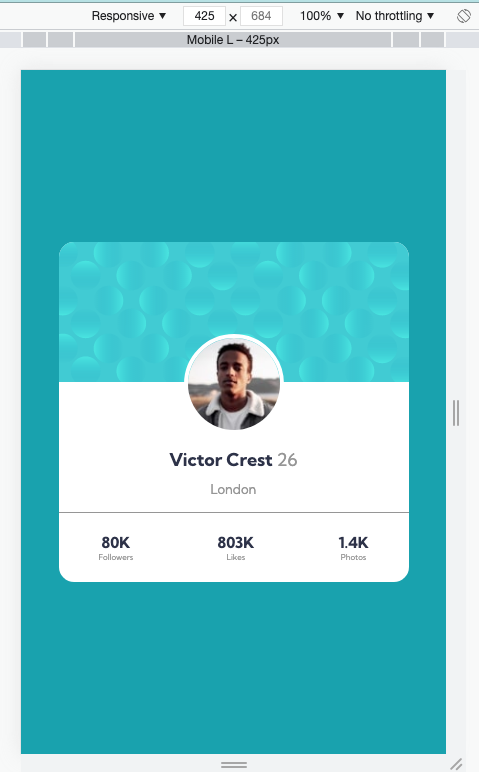 Responsive ▼ 425 × 684 100% ▼ No throttling ▼
Mobile L – 425px
Victor Crest 26
London
80K 803K 1.4K
Followers Likes Photos